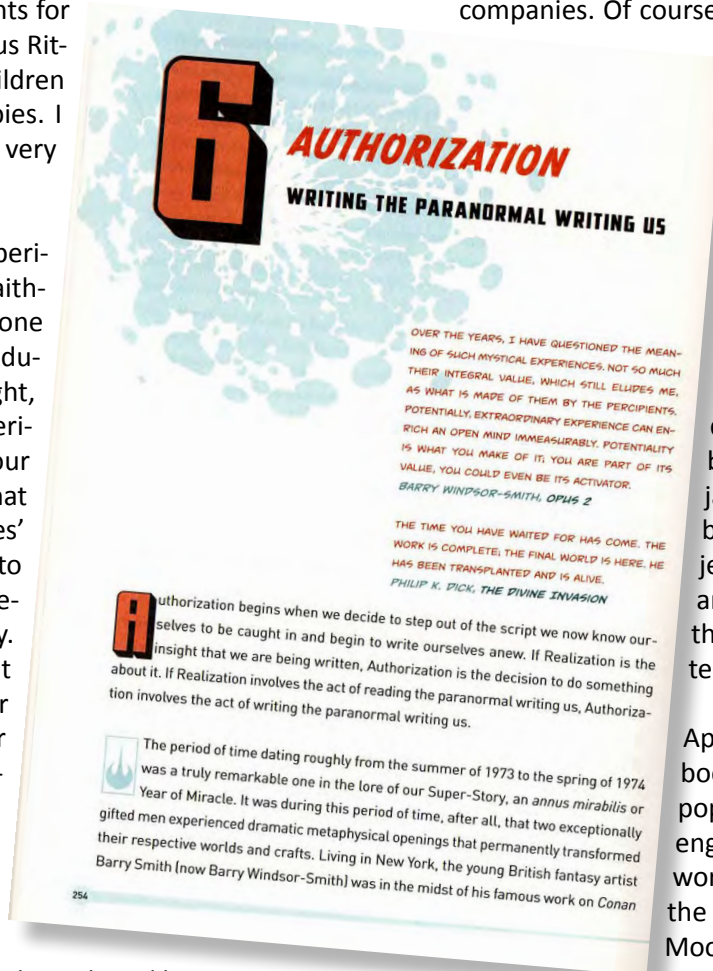 nts for
us Rit-
ildren
pies. I
very
peri-
aith-
one
du-
ght,
eri-
our
hat
es'
to
e-
y.
t
r
r
-
companies. Of course
6
AUTHORIZATION
WRITING THE PARANORMAL WRITING US
OVER THE YEARS, I HAVE QUESTIONED THE MEAN-
ING OF SUCH MYSTICAL EXPERIENCES. NOT SO MUCH
THEIR INTEGRAL VALUE, WHICH STILL ELUDES ME,
AS WHAT IS MADE OF THEM BY THE PERCIPIENTS.
POTENTIALLY, EXTRAORDINARY EXPERIENCE CAN EN-
RICH AN OPEN MIND IMMEASURABLY. POTENTIALITY
IS WHAT YOU MAKE OF IT; YOU ARE PART OF ITS
VALUE, YOU COULD EVEN BE ITS ACTIVATOR.
BARRY WINDSOR-SMITH, OPUS 2
THE TIME YOU HAVE WAITED FOR HAS COME. THE
WORK IS COMPLETE; THE FINAL WORLD IS HERE. HE
HAS BEEN TRANSPLANTED AND IS ALIVE.
PHILIP K. DICK, THE DIVINE INVASION
Authorization begins when we decide to step out of the script we now know our-
selves to be caught in and begin to write ourselves anew. If Realization is the
insight that we are being written, Authorization is the decision to do something
about it. If Realization involves the act of reading the paranormal writing us, Authoriza-
tion involves the act of writing the paranormal writing us.
The period of time dating roughly from the summer of 1973 to the spring of 1974
was a truly remarkable one in the lore of our Super-Story, an annus mirabilis or
Year of Miracle. It was during this period of time, after all, that two exceptionally
gifted men experienced dramatic metaphysical openings that permanently transformed
their respective worlds and crafts. Living in New York, the young British fantasy artist
Barry Smith (now Barry Windsor-Smith) was in the midst of his famous work on Conan
254
b
ja
b
je
th
te
Ap
boo
pop
eng
wor
the
Moo